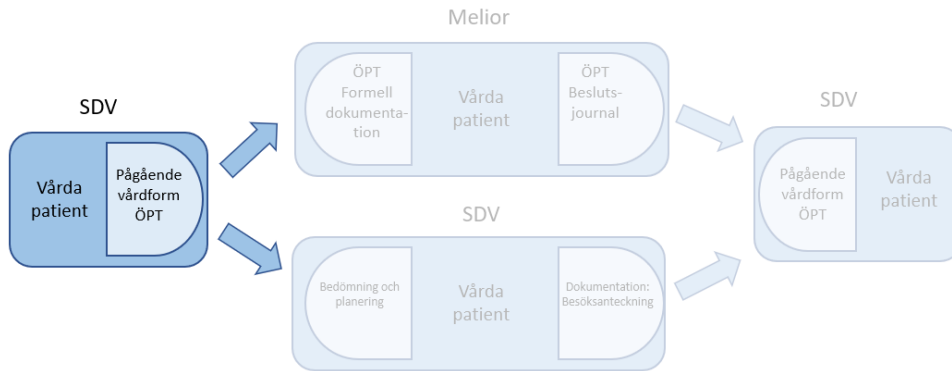 Melior
SDV
Vårda
patient
Pågående
vårdform
ÖPT
ÖPT
Formell
dokumenta-
tion
Vårda
patient
ÖPT
Besluts-
journal
SDV
Bedömning och
planering
Vårda
patient
Dokumentation:
Besöksanteckning
SDV
Pågående
vårdform
ÖPT
Vårda
patient